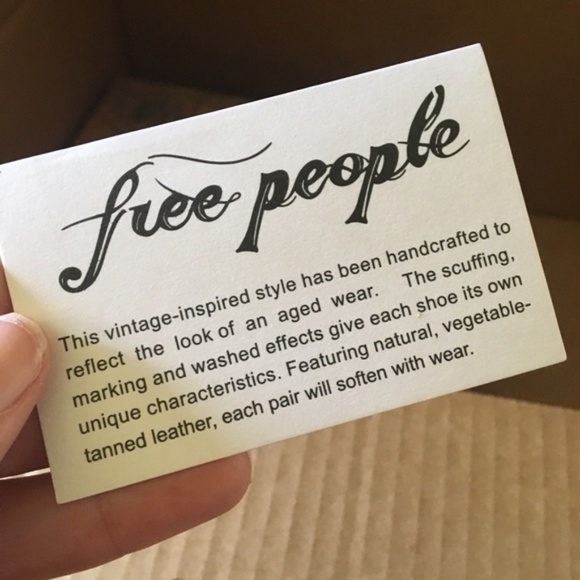 free people
This vintage-inspired style has been handcrafted to
reflect the look of an aged wear. The scuffing,
marking and washed effects give each shoe its own
unique characteristics. Featuring natural, vegetable-
tanned leather, each pair will soften with wear.